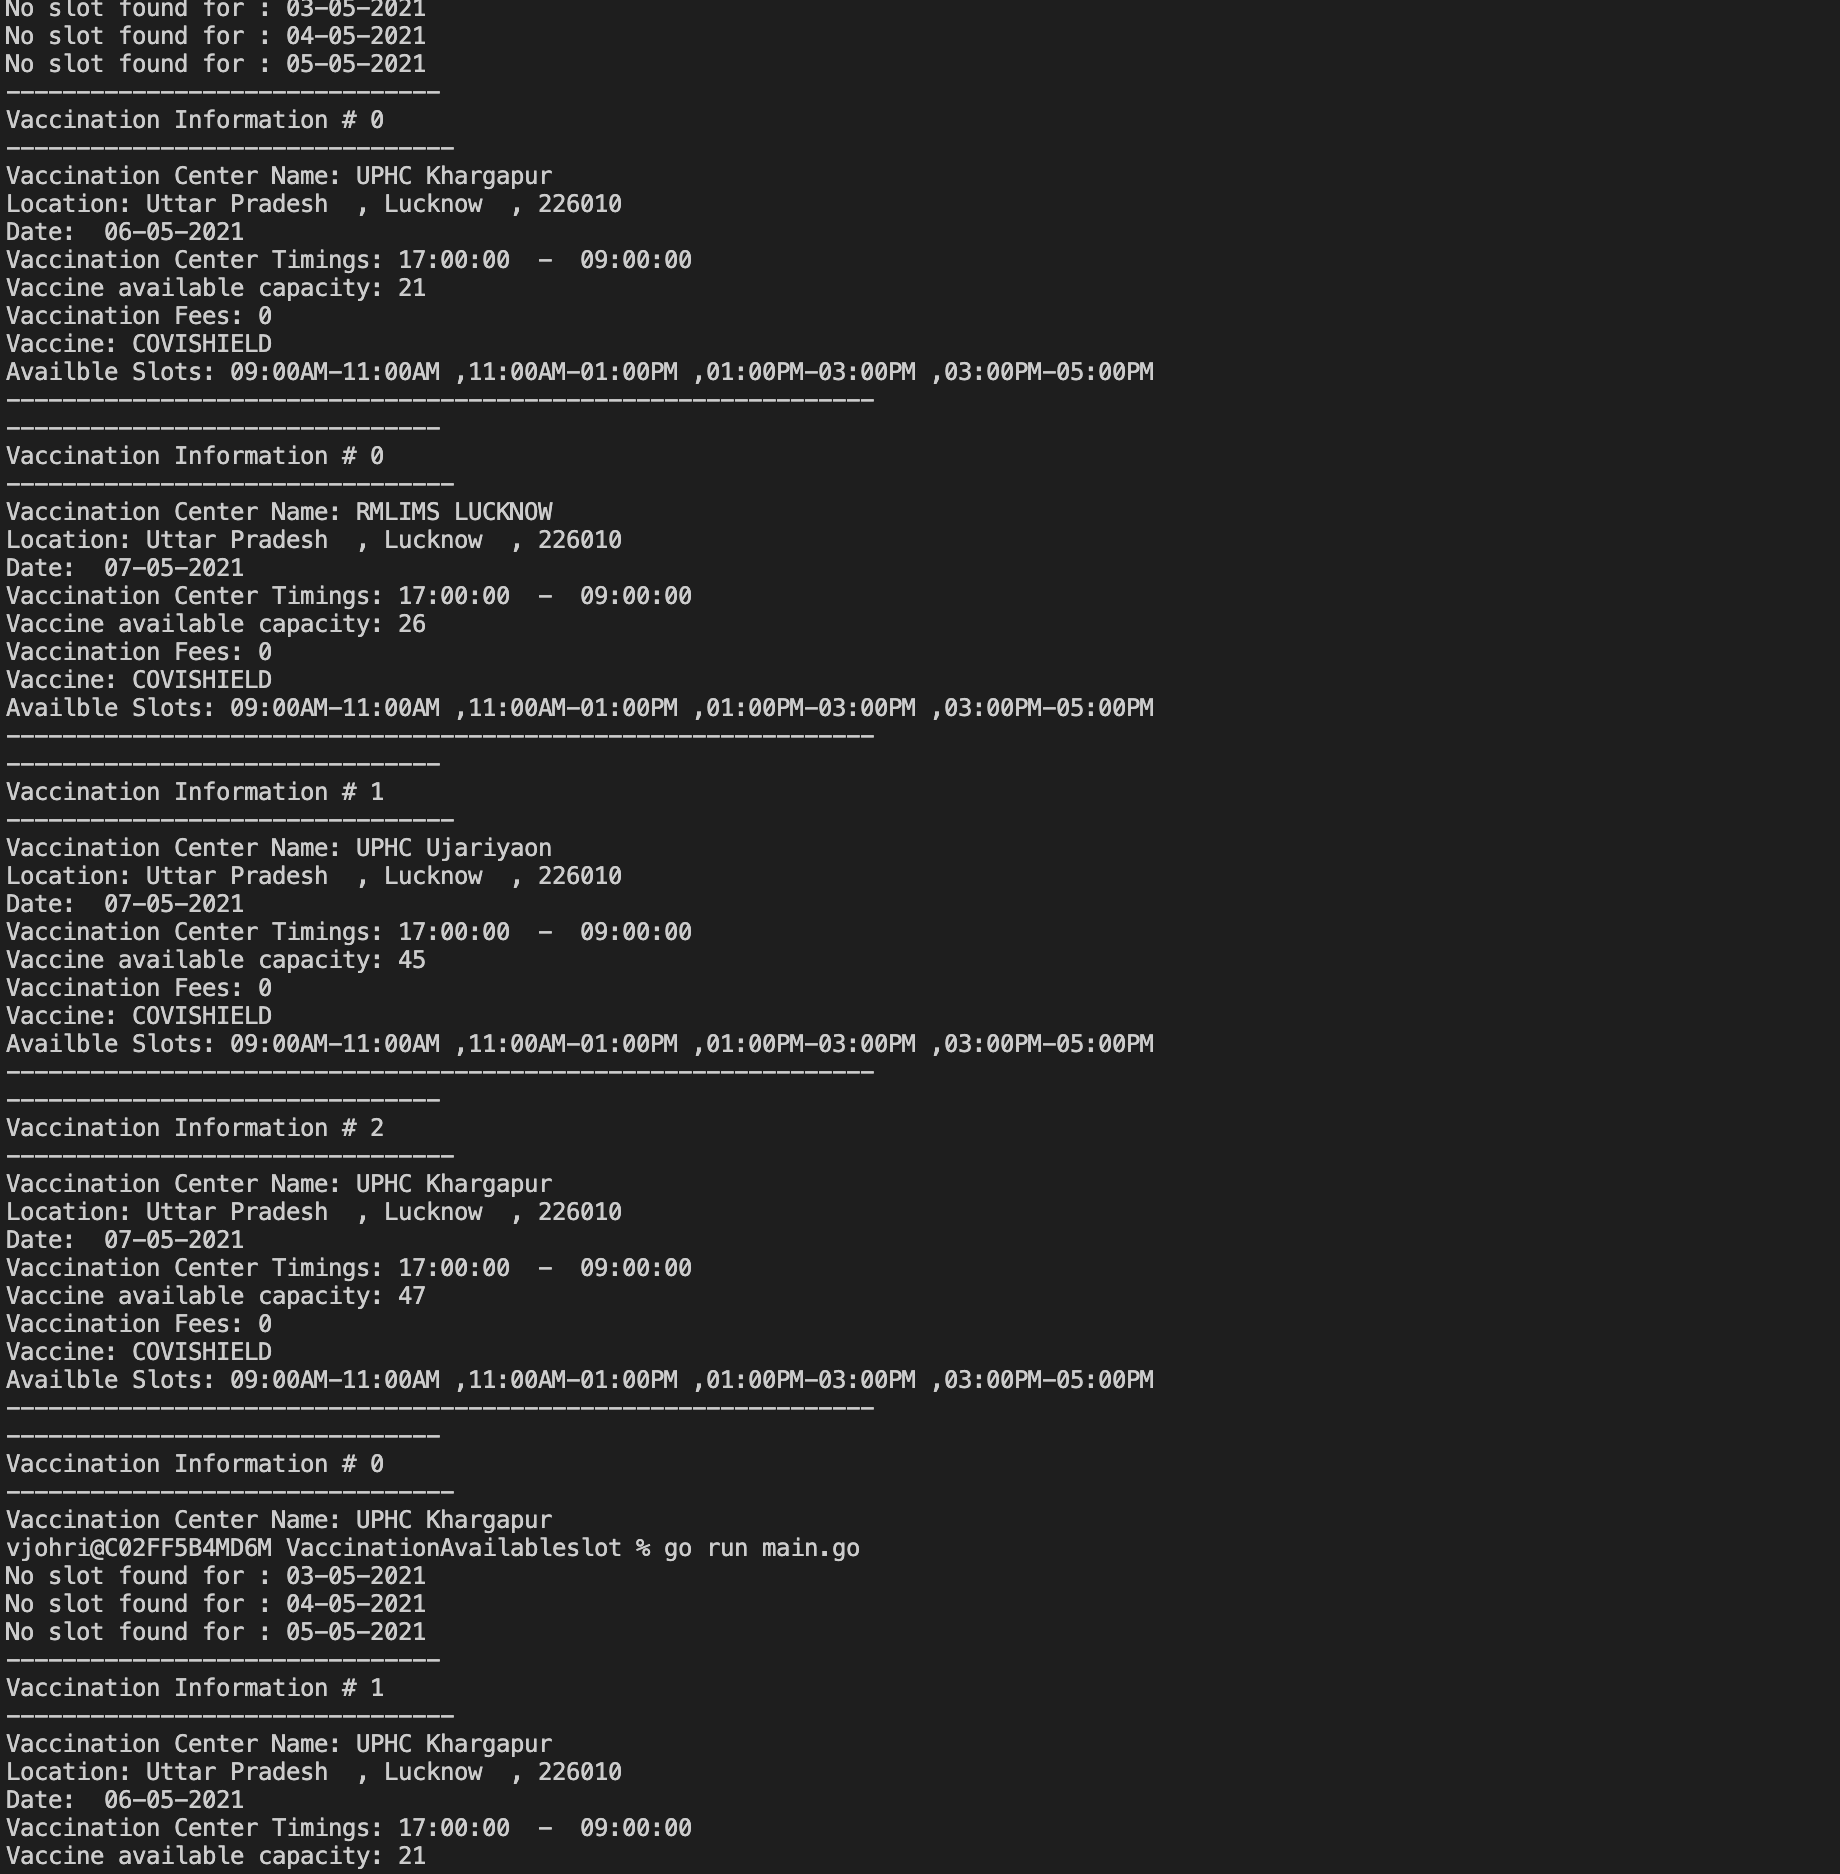 No slot found for : 03-05-2021
No slot found for : 04-05-2021
No slot found for : 05-05-2021
-------------------------------
Vaccination Information # 0
--------------------------------
Vaccination Center Name: UPHC Khargapur
Location: Uttar Pradesh  , Lucknow  , 226010
Date:  06-05-2021
Vaccination Center Timings: 17:00:00  -  09:00:00
Vaccine available capacity: 21
Vaccination Fees: 0
Vaccine: COVISHIELD
Availble Slots: 09:00AM-11:00AM ,11:00AM-01:00PM ,01:00PM-03:00PM ,03:00PM-05:00PM
--------------------------------------------------------------
-------------------------------
Vaccination Information # 0
--------------------------------
Vaccination Center Name: RMLIMS LUCKNOW
Location: Uttar Pradesh  , Lucknow  , 226010
Date:  07-05-2021
Vaccination Center Timings: 17:00:00  -  09:00:00
Vaccine available capacity: 26
Vaccination Fees: 0
Vaccine: COVISHIELD
Availble Slots: 09:00AM-11:00AM ,11:00AM-01:00PM ,01:00PM-03:00PM ,03:00PM-05:00PM
--------------------------------------------------------------
-------------------------------
Vaccination Information # 1
--------------------------------
Vaccination Center Name: UPHC Ujariyaon
Location: Uttar Pradesh  , Lucknow  , 226010
Date:  07-05-2021
Vaccination Center Timings: 17:00:00  -  09:00:00
Vaccine available capacity: 45
Vaccination Fees: 0
Vaccine: COVISHIELD
Availble Slots: 09:00AM-11:00AM ,11:00AM-01:00PM ,01:00PM-03:00PM ,03:00PM-05:00PM
--------------------------------------------------------------
-------------------------------
Vaccination Information # 2
--------------------------------
Vaccination Center Name: UPHC Khargapur
Location: Uttar Pradesh  , Lucknow  , 226010
Date:  07-05-2021
Vaccination Center Timings: 17:00:00  -  09:00:00
Vaccine available capacity: 47
Vaccination Fees: 0
Vaccine: COVISHIELD
Availble Slots: 09:00AM-11:00AM ,11:00AM-01:00PM ,01:00PM-03:00PM ,03:00PM-05:00PM
--------------------------------------------------------------
-------------------------------
Vaccination Information # 0
--------------------------------
Vaccination Center Name: UPHC Khargapur
vjohri@C02FF5B4MD6M VaccinationAvailableslot % go run main.go
No slot found for : 03-05-2021
No slot found for : 04-05-2021
No slot found for : 05-05-2021
-------------------------------
Vaccination Information # 1
--------------------------------
Vaccination Center Name: UPHC Khargapur
Location: Uttar Pradesh  , Lucknow  , 226010
Date:  06-05-2021
Vaccination Center Timings: 17:00:00  -  09:00:00
Vaccine available capacity: 21